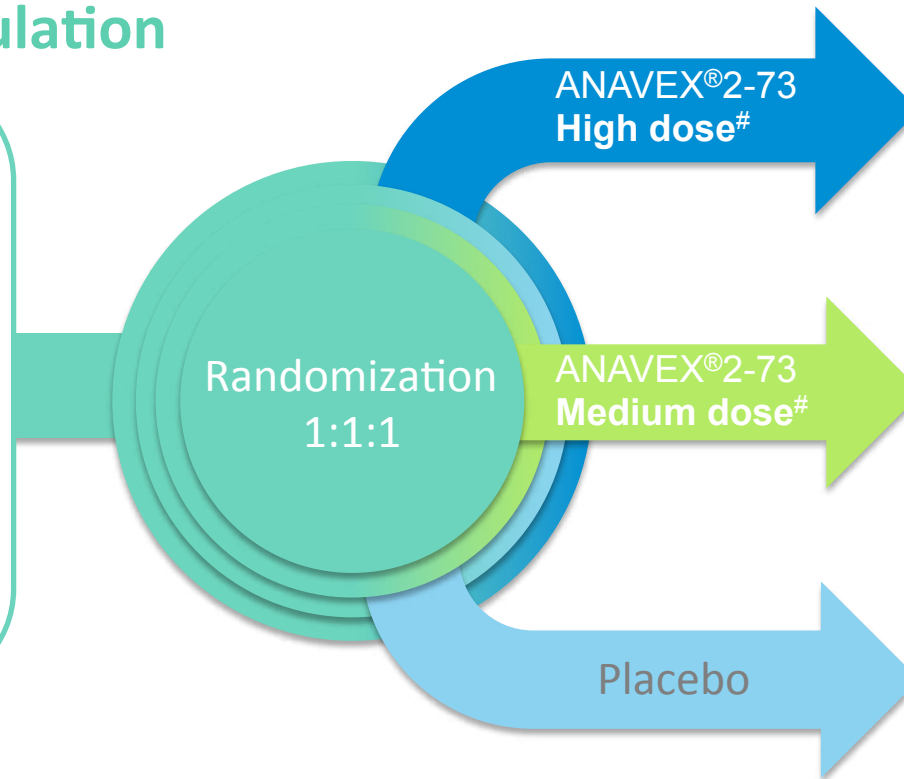 ulation
ANAVEX®2-73
High dose#
Randomization
1:1:1
ANAVEX®2-73
Medium dose#
Placebo